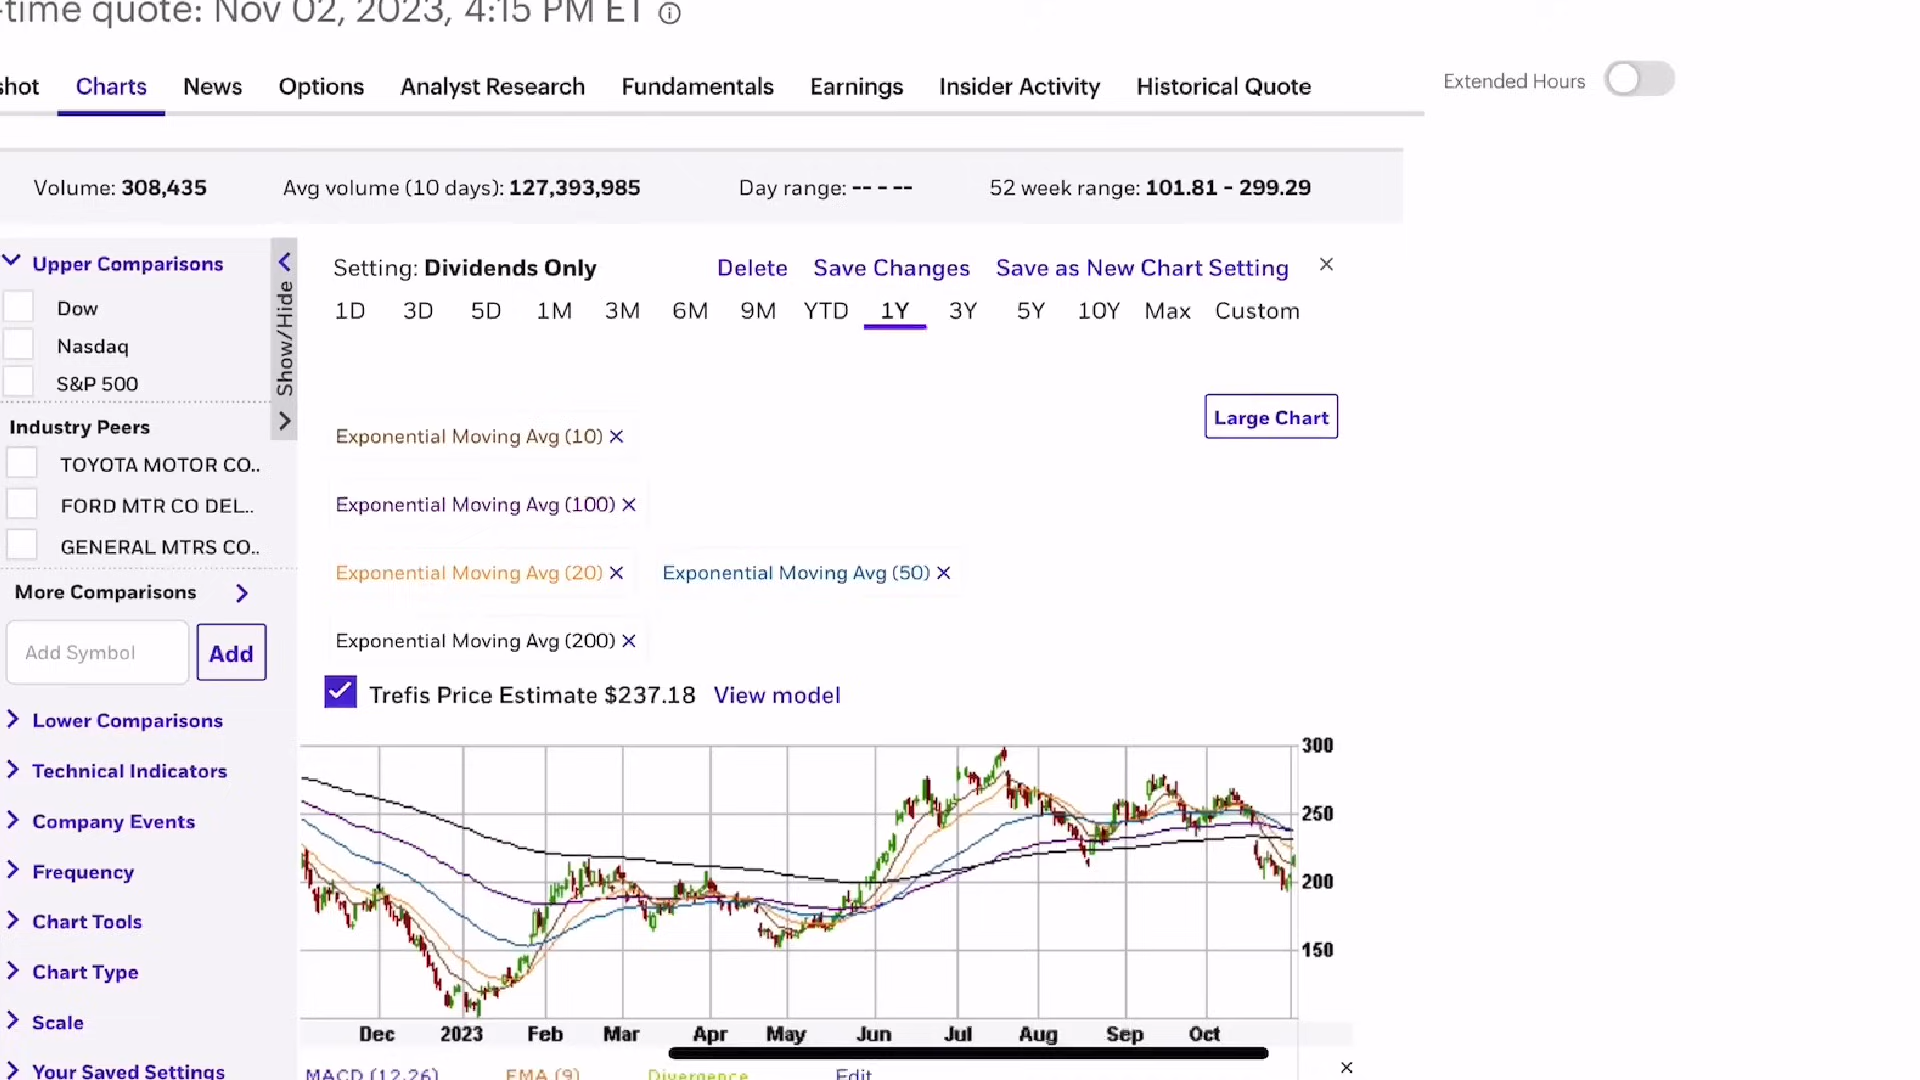 -time quote: Nov 02, 2023, 4:15 PM ET
shot Charts News Options Analyst Research Fundamentals Earnings Insider Activity Historical Quote Extended Hours
Volume: 308,435 Avg volume (10 days): 127,393,985 Day range: -- - -- 52 week range: 101.81 - 299.29
Upper Comparisons
Dow
Nasdaq
S&P 500
Show/Hide
Industry Peers
TOYOTA MOTOR CO..
FORD MTR CO DEL..
GENERAL MTRS CO..
More Comparisons
Add Symbol Add
Lower Comparisons
Technical Indicators
Company Events
Frequency
Chart Tools
Chart Type
Scale
Your Saved Settings
Setting: Dividends Only Delete Save Changes Save as New Chart Setting
1D 3D 5D 1M 3M 6M 9M YTD 1Y 3Y 5Y 10Y Max Custom
Large Chart
Exponential Moving Avg (10)
Exponential Moving Avg (100)
Exponential Moving Avg (20) Exponential Moving Avg (50)
Exponential Moving Avg (200)
Trefis Price Estimate $237.18 View model
300
250
200
150
Dec 2023 Feb Mar Apr May Jun Jul Aug Sep Oct
MACD (12,26) EMA (9) Divergence Edit